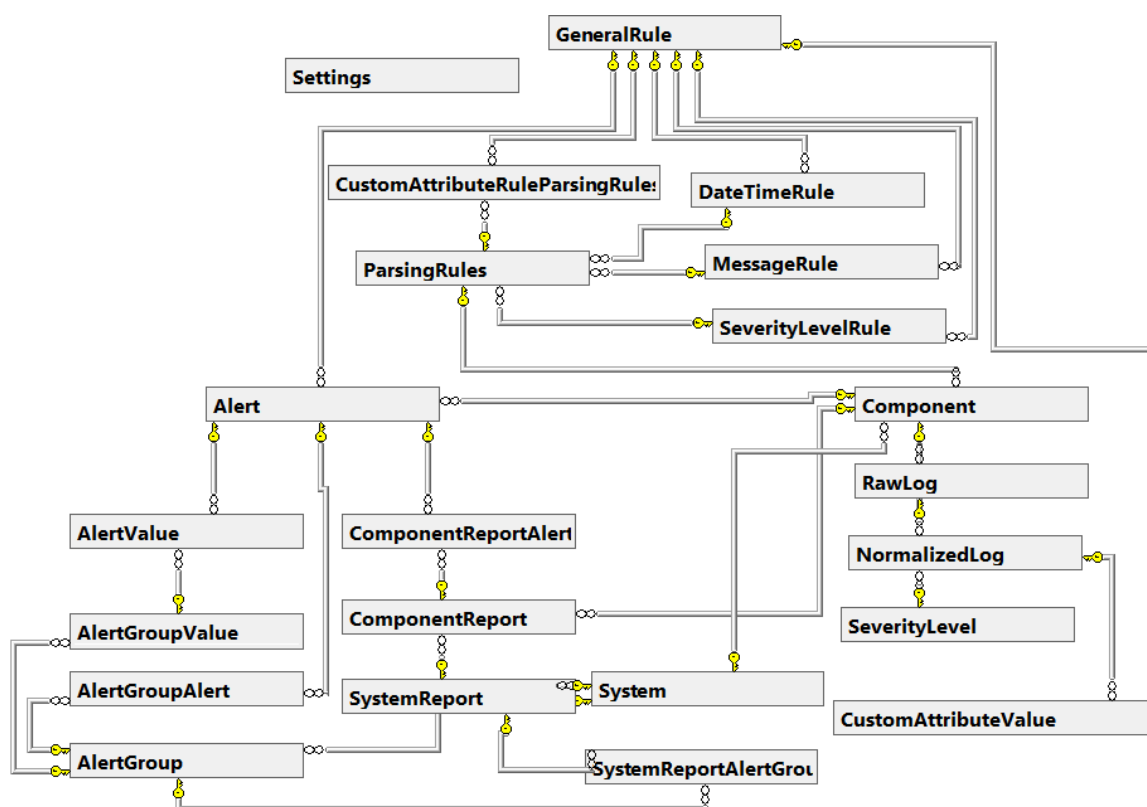 GeneralRule
Settings
CustomAttributeRuleParsingRules
DateTimeRule
ParsingRules
MessageRule
SeverityLevelRule
Alert
Component
RawLog
AlertValue
ComponentReportAlert
NormalizedLog
AlertGroupValue
ComponentReport
SeverityLevel
AlertGroupAlert
SystemReport
System
CustomAttributeValue
AlertGroup
SystemReportAlertGrou